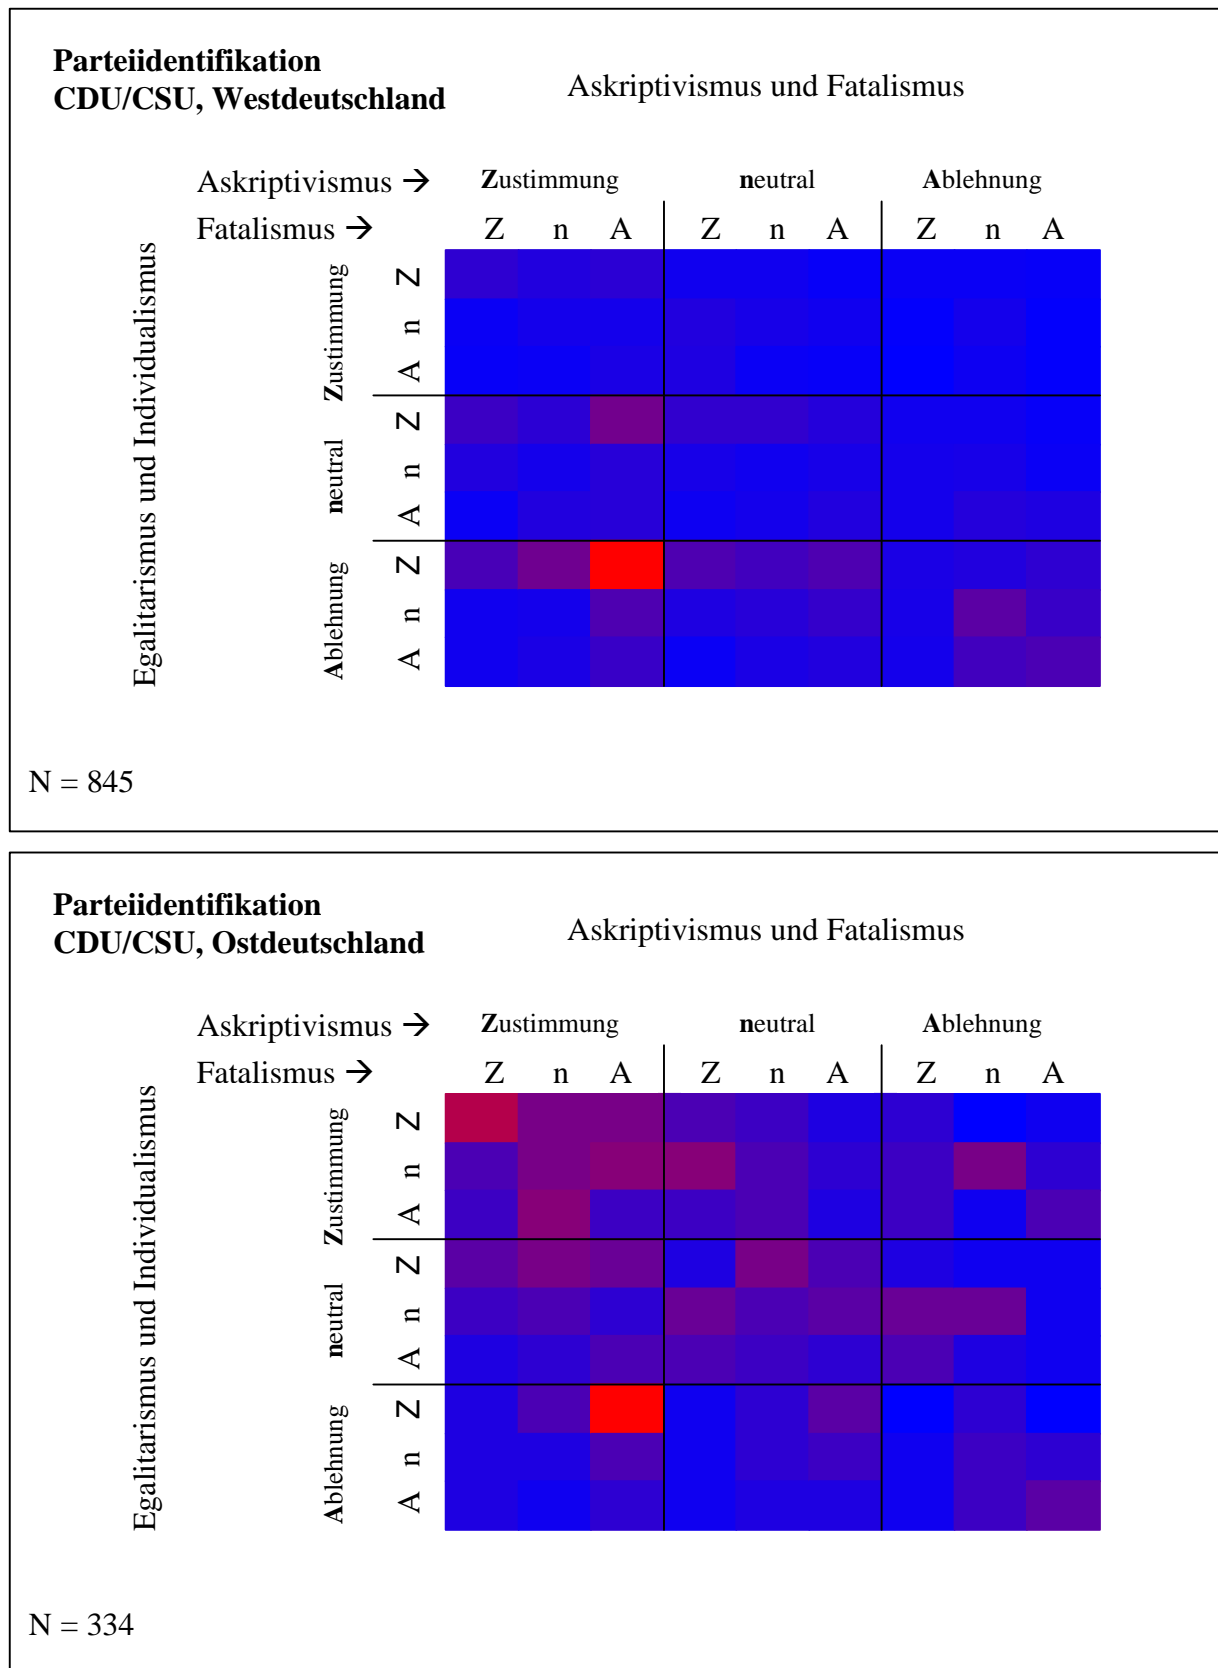 Parteiidentifikation
CDU/CSU, Westdeutschland
Askriptivismus und Fatalismus
Askriptivismus → Zustimmung neutral Ablehnung
Fatalismus → Z n A Z n A Z n A
Egalitarismus und Individualismus
Zustimmung
Z
n
A
neutral
Z
n
A
Ablehnung
Z
n
A
N = 845
Parteiidentifikation
CDU/CSU, Ostdeutschland
Askriptivismus und Fatalismus
Askriptivismus → Zustimmung neutral Ablehnung
Fatalismus → Z n A Z n A Z n A
Egalitarismus und Individualismus
Zustimmung
Z
n
A
neutral
Z
n
A
Ablehnung
Z
n
A
N = 334